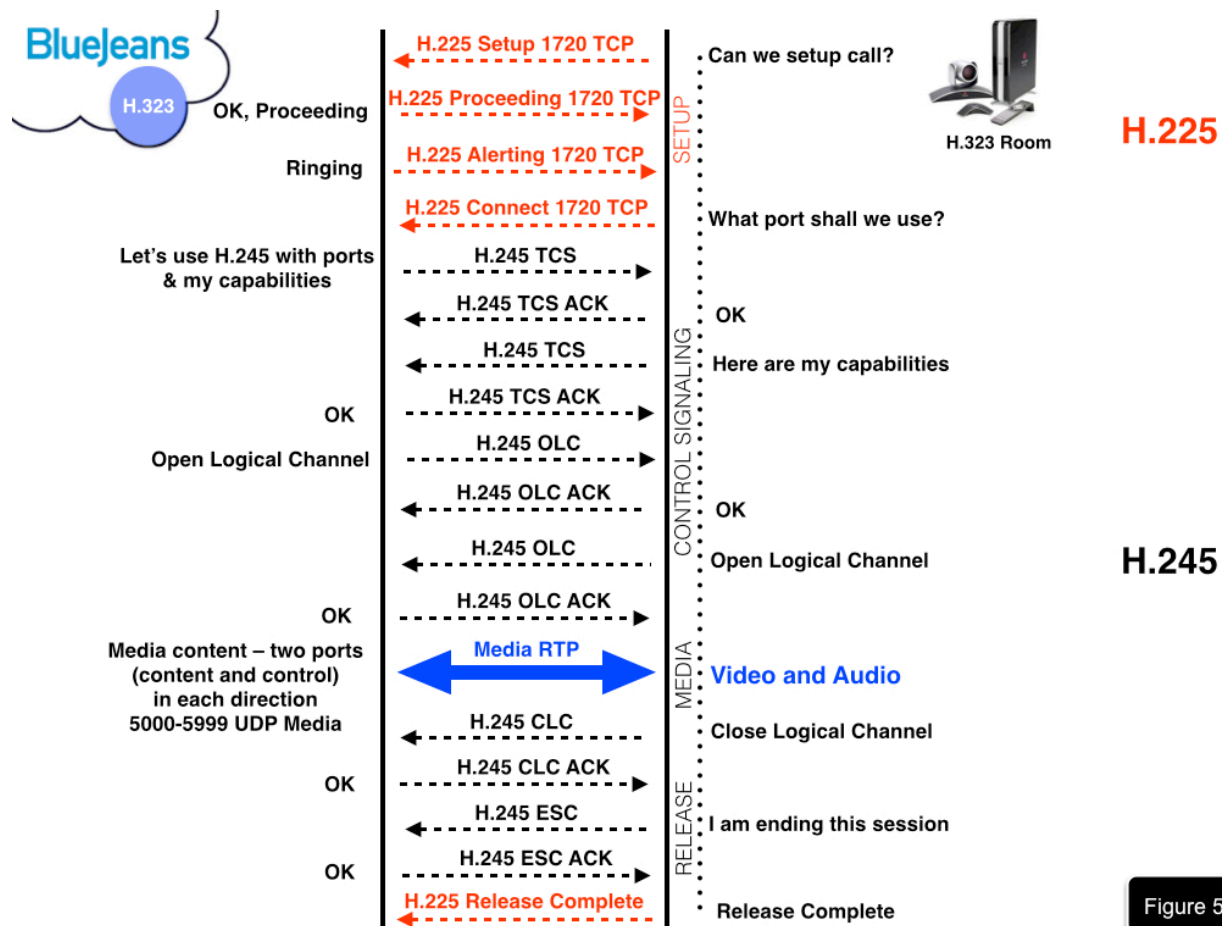 BlueJeans
H.323
H.225 Setup 1720 TCP
Can we setup call?
OK, Proceeding
H.225 Proceeding 1720 TCP
H.323 Room
H.225
Ringing
H.225 Alerting 1720 TCP
SETUP
H.225 Connect 1720 TCP
What port shall we use?
Let’s use H.245 with ports
& my capabilities
H.245 TCS
H.245 TCS ACK
OK
H.245 TCS
Here are my capabilities
OK
H.245 TCS ACK
CONTROL SIGNALING
Open Logical Channel
H.245 OLC
H.245 OLC ACK
OK
H.245 OLC
Open Logical Channel
H.245
OK
H.245 OLC ACK
Media content – two ports
(content and control)
in each direction
5000-5999 UDP Media
Media RTP
MEDIA
Video and Audio
H.245 CLC
Close Logical Channel
OK
H.245 CLC ACK
H.245 ESC
RELEASE
I am ending this session
OK
H.245 ESC ACK
H.225 Release Complete
Release Complete
Figure 5